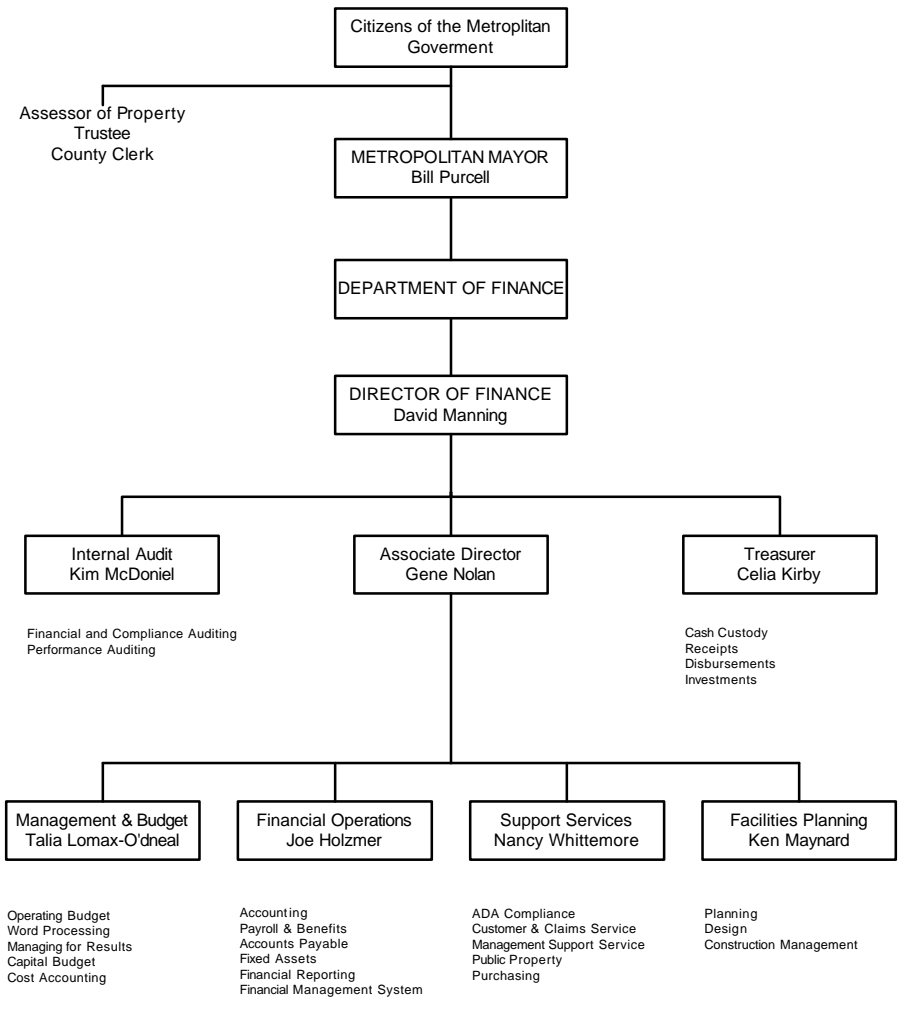 Citizens of the Metroplitan
Goverment
Assessor of Property
Trustee
County Clerk
METROPOLITAN MAYOR
Bill Purcell
DEPARTMENT OF FINANCE
DIRECTOR OF FINANCE
David Manning
Internal Audit
Kim McDoniel
Associate Director
Gene Nolan
Treasurer
Celia Kirby
Financial and Compliance Auditing
Performance Auditing
Cash Custody
Receipts
Disbursements
Investments
Management & Budget
Talia Lomax-O'dneal
Financial Operations
Joe Holzmer
Support Services
Nancy Whittemore
Facilities Planning
Ken Maynard
Operating Budget
Word Processing
Managing for Results
Capital Budget
Cost Accounting
Accounting
Payroll & Benefits
Accounts Payable
Fixed Assets
Financial Reporting
Financial Management System
ADA Compliance
Customer & Claims Service
Management Support Service
Public Property
Purchasing
Planning
Design
Construction Management